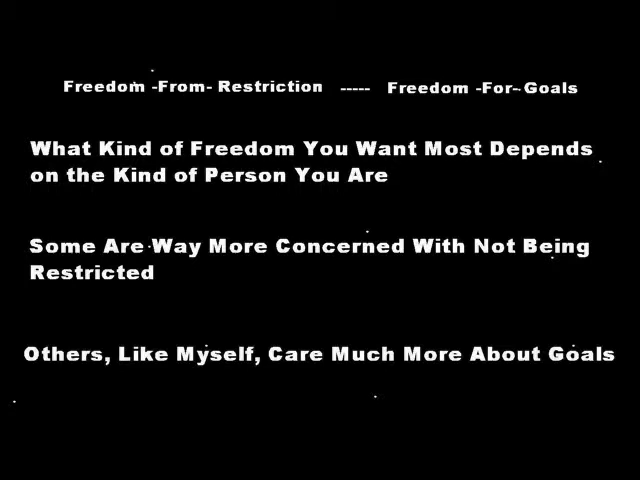 Freedom -From- Restriction ----- Freedom -For- Goals
What Kind of Freedom You Want Most Depends
on the Kind of Person You Are
Some Are Way More Concerned With Not Being
Restricted
Others, Like Myself, Care Much More About Goals